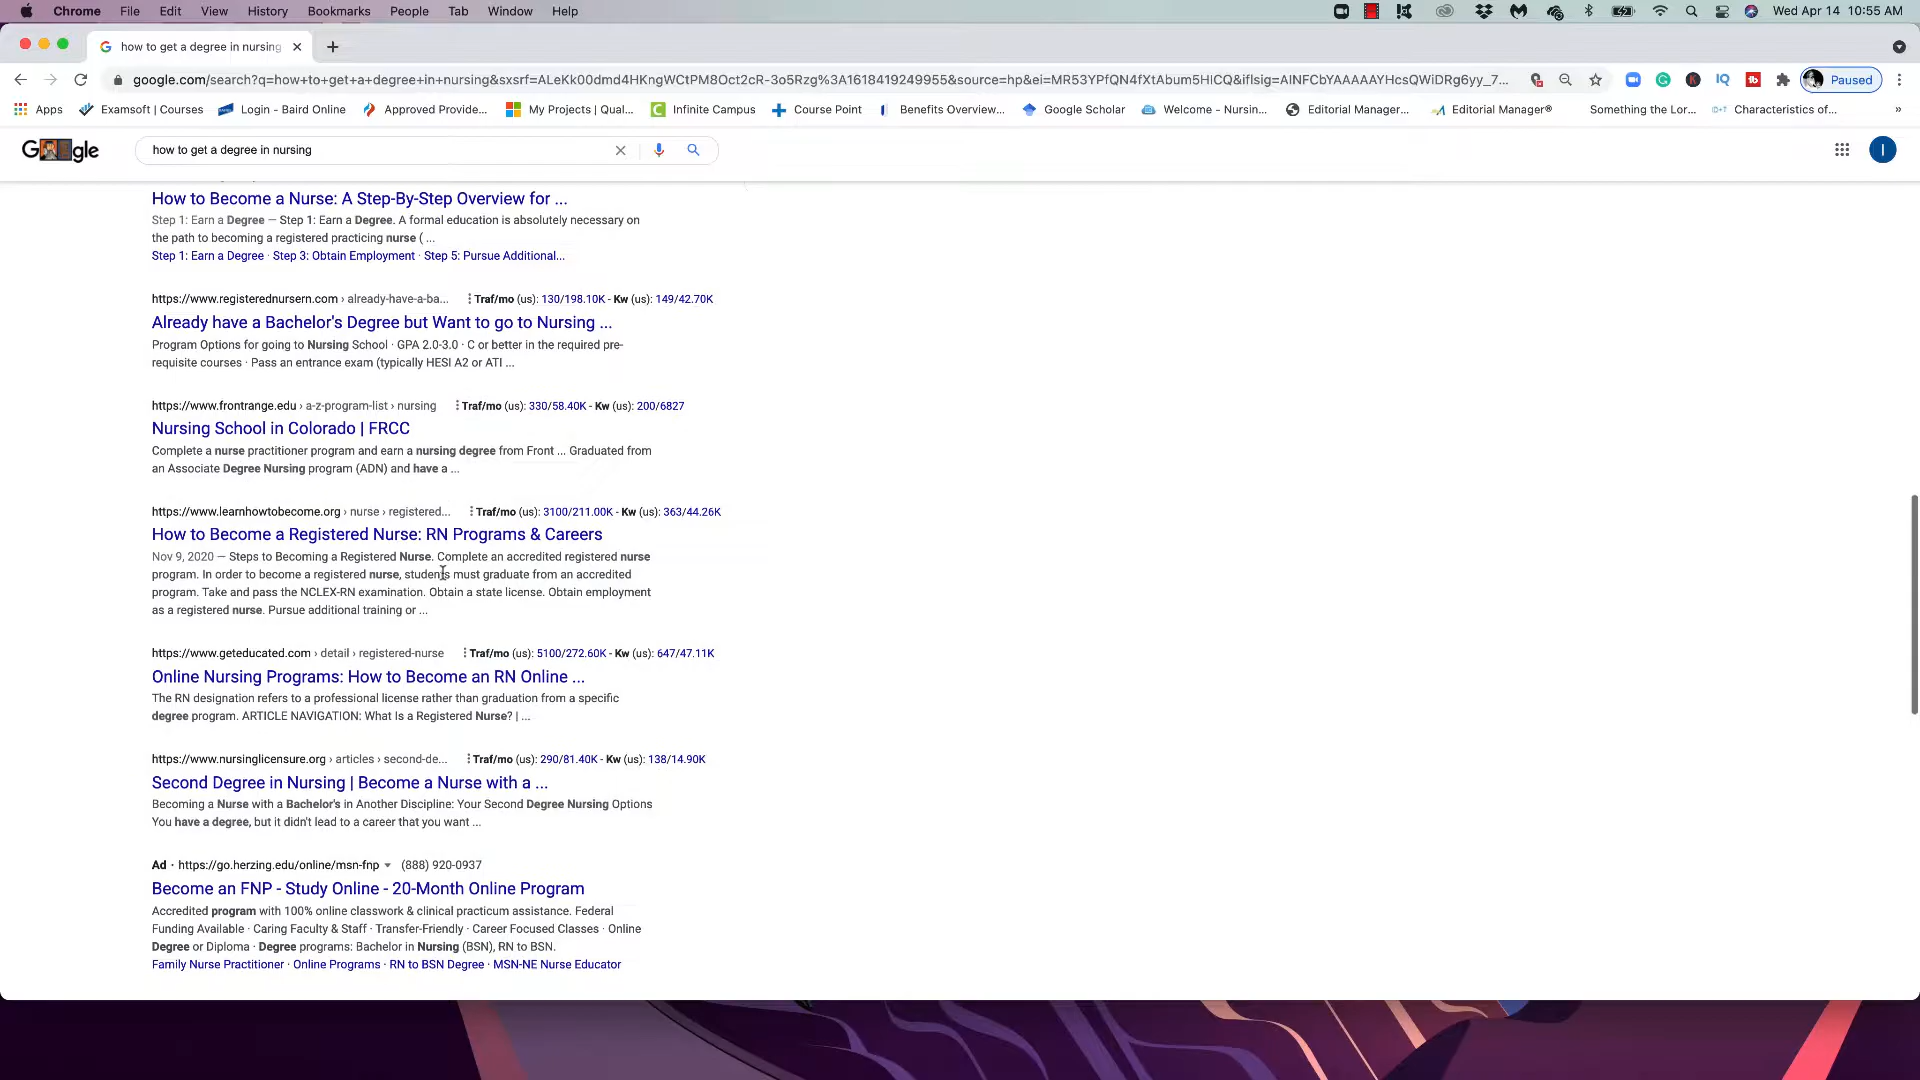 Chrome File Edit View History Bookmarks People Tab Window Help Wed Apr 14 10:55 AM
how to get a degree in nursing
google.com/search?q=how+to+get+a+degree+in+nursing&sxsrf=ALeKk00dmd4HKngWCtPM8Oct2cR-3o5Rzg%3A1618419249955&source=hp&ei=MR53YPfQN4fXtAbum5HICQ&iflsig=AINFCbYAAAAAYHcsQWiDRg6yy_7... Paused
Apps Examsoft | Courses Login - Baird Online Approved Provide... My Projects | Qual... Infinite Campus Course Point Benefits Overview... Google Scholar Welcome - Nursin... Editorial Manager... Editorial Manager® Something the Lor... Characteristics of... »
how to get a degree in nursing I
How to Become a Nurse: A Step-By-Step Overview for ...
Step 1: Earn a Degree — Step 1: Earn a Degree. A formal education is absolutely necessary on
the path to becoming a registered practicing nurse ( ...
Step 1: Earn a Degree · Step 3: Obtain Employment · Step 5: Pursue Additional...
https://www.registerednursern.com › already-have-a-ba... Traf/mo (us): 130/198.10K - Kw (us): 149/42.70K
Already have a Bachelor's Degree but Want to go to Nursing ...
Program Options for going to Nursing School · GPA 2.0-3.0 · C or better in the required pre-
requisite courses · Pass an entrance exam (typically HESI A2 or ATI ...
https://www.frontrange.edu › a-z-program-list › nursing Traf/mo (us): 330/58.40K - Kw (us): 200/6827
Nursing School in Colorado | FRCC
Complete a nurse practitioner program and earn a nursing degree from Front ... Graduated from
an Associate Degree Nursing program (ADN) and have a ...
https://www.learnhowtobecome.org › nurse › registered... Traf/mo (us): 3100/211.00K - Kw (us): 363/44.26K
How to Become a Registered Nurse: RN Programs & Careers
Nov 9, 2020 — Steps to Becoming a Registered Nurse. Complete an accredited registered nurse
program. In order to become a registered nurse, students must graduate from an accredited
program. Take and pass the NCLEX-RN examination. Obtain a state license. Obtain employment
as a registered nurse. Pursue additional training or ...
https://www.geteducated.com › detail › registered-nurse Traf/mo (us): 5100/272.60K - Kw (us): 647/47.11K
Online Nursing Programs: How to Become an RN Online ...
The RN designation refers to a professional license rather than graduation from a specific
degree program. ARTICLE NAVIGATION: What Is a Registered Nurse? | ...
https://www.nursinglicensure.org › articles › second-de... Traf/mo (us): 290/81.40K - Kw (us): 138/14.90K
Second Degree in Nursing | Become a Nurse with a ...
Becoming a Nurse with a Bachelor's in Another Discipline: Your Second Degree Nursing Options
You have a degree, but it didn't lead to a career that you want ...
Ad · https://go.herzing.edu/online/msn-fnp (888) 920-0937
Become an FNP - Study Online - 20-Month Online Program
Accredited program with 100% online classwork & clinical practicum assistance. Federal
Funding Available · Caring Faculty & Staff · Transfer-Friendly · Career Focused Classes · Online
Degree or Diploma · Degree programs: Bachelor in Nursing (BSN), RN to BSN.
Family Nurse Practitioner · Online Programs · RN to BSN Degree · MSN-NE Nurse Educator